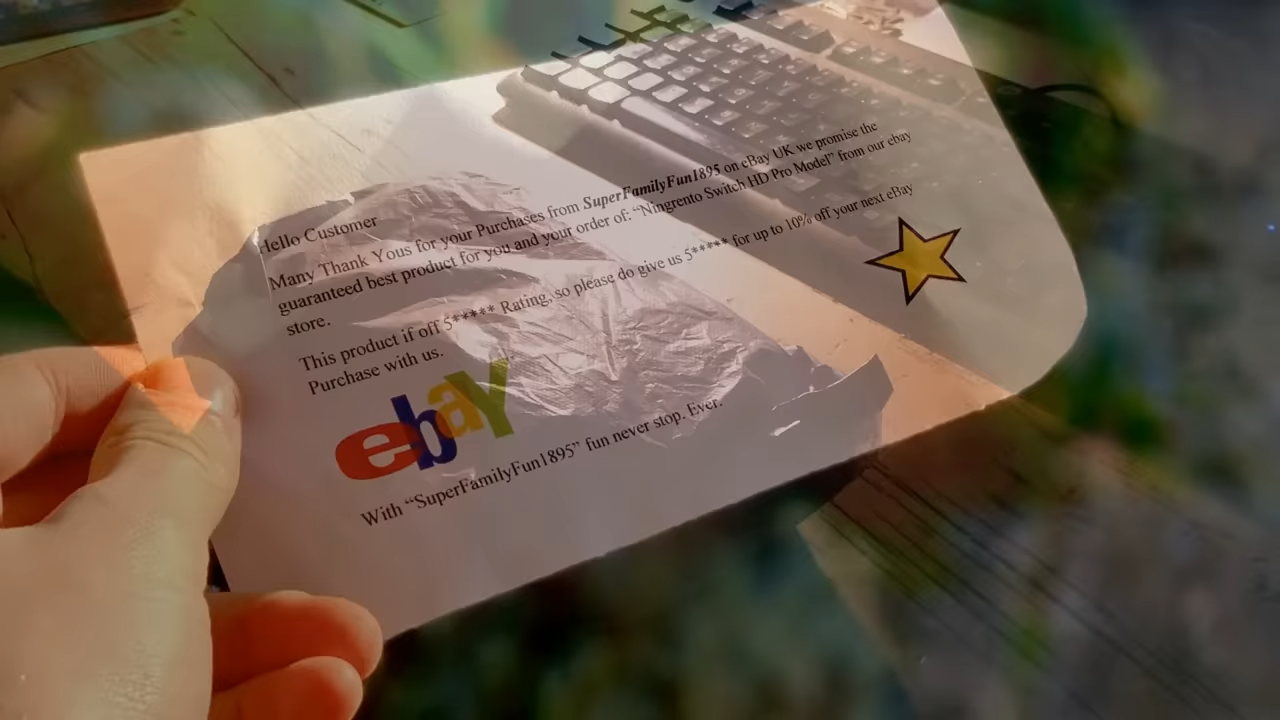 Hello Customer
Many Thank Yous for your Purchases from SuperFamilyFun1895 on eBay UK we promise the
guaranteed best product for you and your order of: “Ningrento Switch HD Pro Model” from our ebay
store.
This product if off 5***** Rating, so please do give us 5***** for up to 10% off your next eBay
Purchase with us.
ebaY
With “SuperFamilyFun1895” fun never stop. Ever.